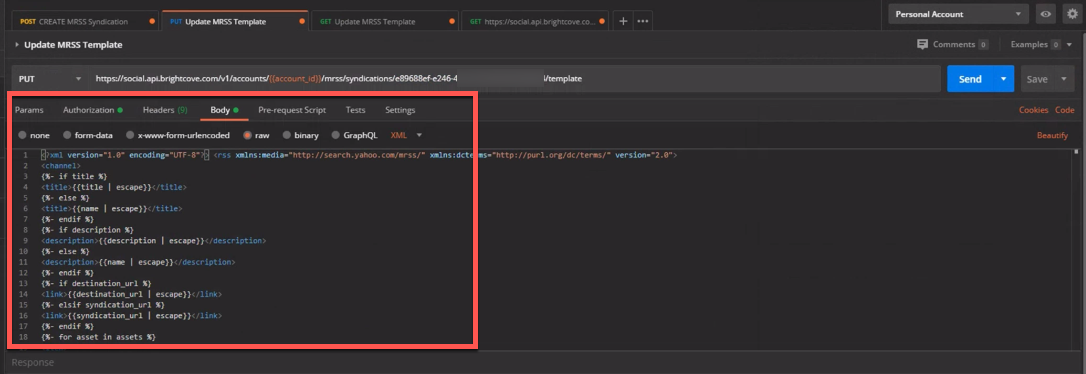 POST CREATE MRSS Syndication
PUT Update MRSS Template
GET Update MRSS Template
GET https://social.api.brightcove.co...
+ •••
Personal Account
Update MRSS Template
Comments 0
Examples 0
PUT
https://social.api.brightcove.com/v1/accounts/{{account_id}}/mrss/syndications/e89688ef-e246-4
/template
Send
Save
Params Authorization Headers (9) Body Pre-request Script Tests Settings
Cookies Code
none form-data x-www-form-urlencoded raw binary GraphQL XML
Beautify
1 <?xml version="1.0" encoding="UTF-8"?> <rss xmlns:media="http://search.yahoo.com/mrss/" xmlns:dcterms="http://purl.org/dc/terms/" version="2.0">
2 <channel>
3 {%- if title %}
4 <title>{{title | escape}}</title>
5 {%- else %}
6 <title>{{name | escape}}</title>
7 {%- endif %}
8 {%- if description %}
9 <description>{{description | escape}}</description>
10 {%- else %}
11 <description>{{name | escape}}</description>
12 {%- endif %}
13 {%- if destination_url %}
14 <link>{{destination_url | escape}}</link>
15 {%- elsif syndication_url %}
16 <link>{{syndication_url | escape}}</link>
17 {%- endif %}
18 {%- for asset in assets %}
Response